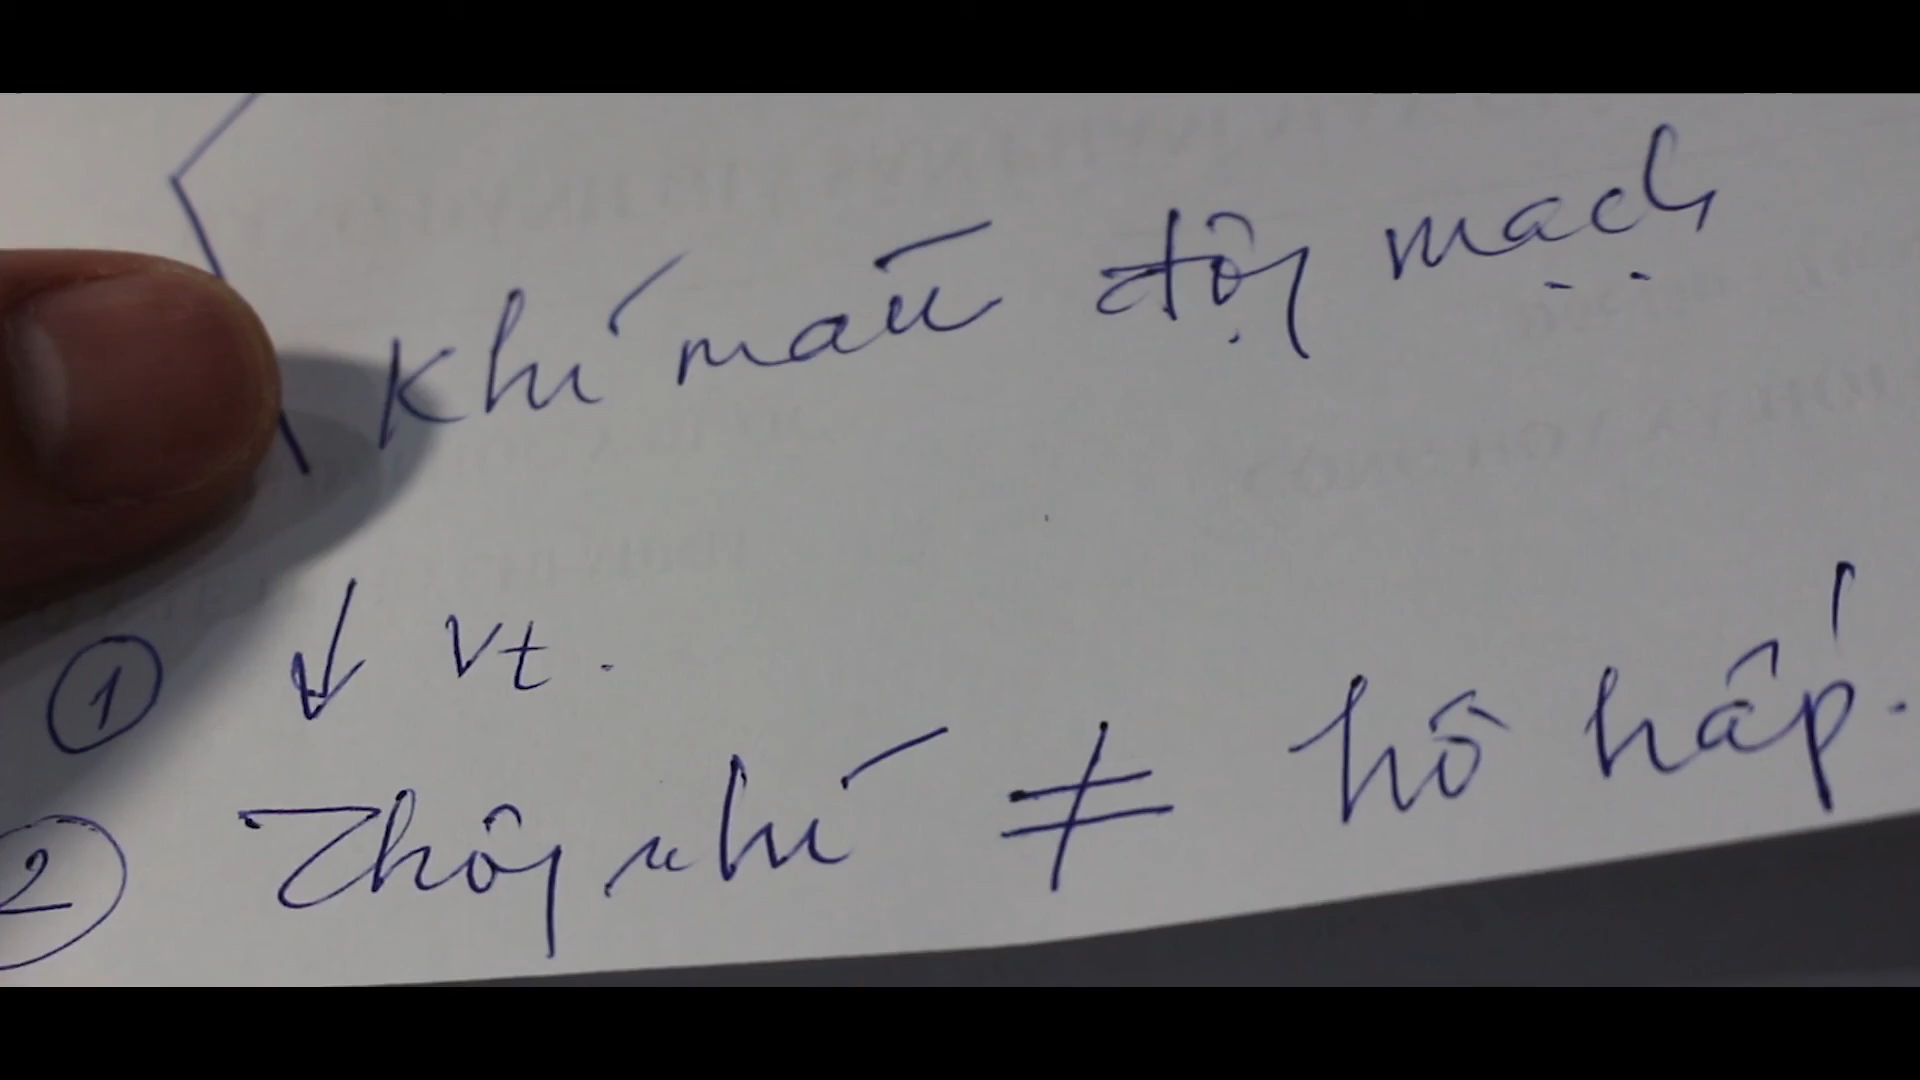 Khí máu động mạch
① ↓ Vt.
② Thông khí ≠ hô hấp.